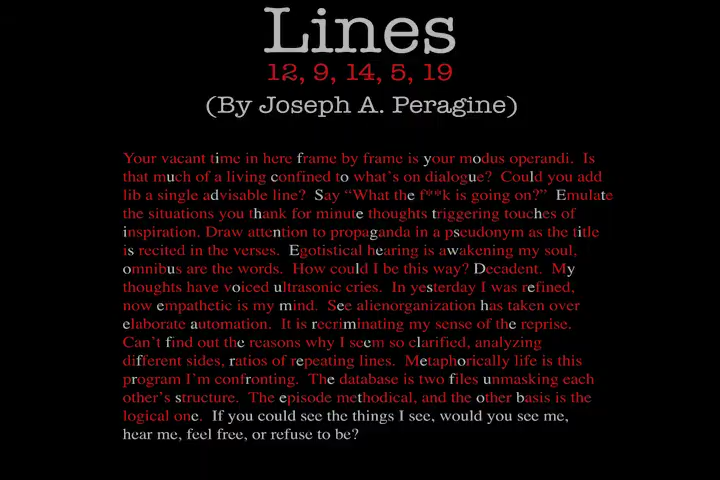 Lines
12, 9, 14, 5, 19
(By Joseph A. Peragine)
Your vacant time in here frame by frame is your modus operandi.  Is
that much of a living confined to what's on dialogue?  Could you add
lib a single advisable line?  Say “What the f**k is going on?”  Emulate
the situations you thank for minute thoughts triggering touches of
inspiration. Draw attention to propaganda in a pseudonym as the title
is recited in the verses.  Egotistical hearing is awakening my soul,
omnibus are the words.  How could I be this way? Decadent.  My
thoughts have voiced ultrasonic cries.  In yesterday I was refined,
now empathetic is my mind.  See alienorganization has taken over
elaborate automation.  It is recriminating my sense of the reprise.
Can't find out the reasons why I seem so clarified, analyzing
different sides, ratios of repeating lines.  Metaphorically life is this
program I'm confronting.  The database is two files unmasking each
other's structure.  The episode methodical, and the other basis is the
logical one.  If you could see the things I see, would you see me,
hear me, feel free, or refuse to be?